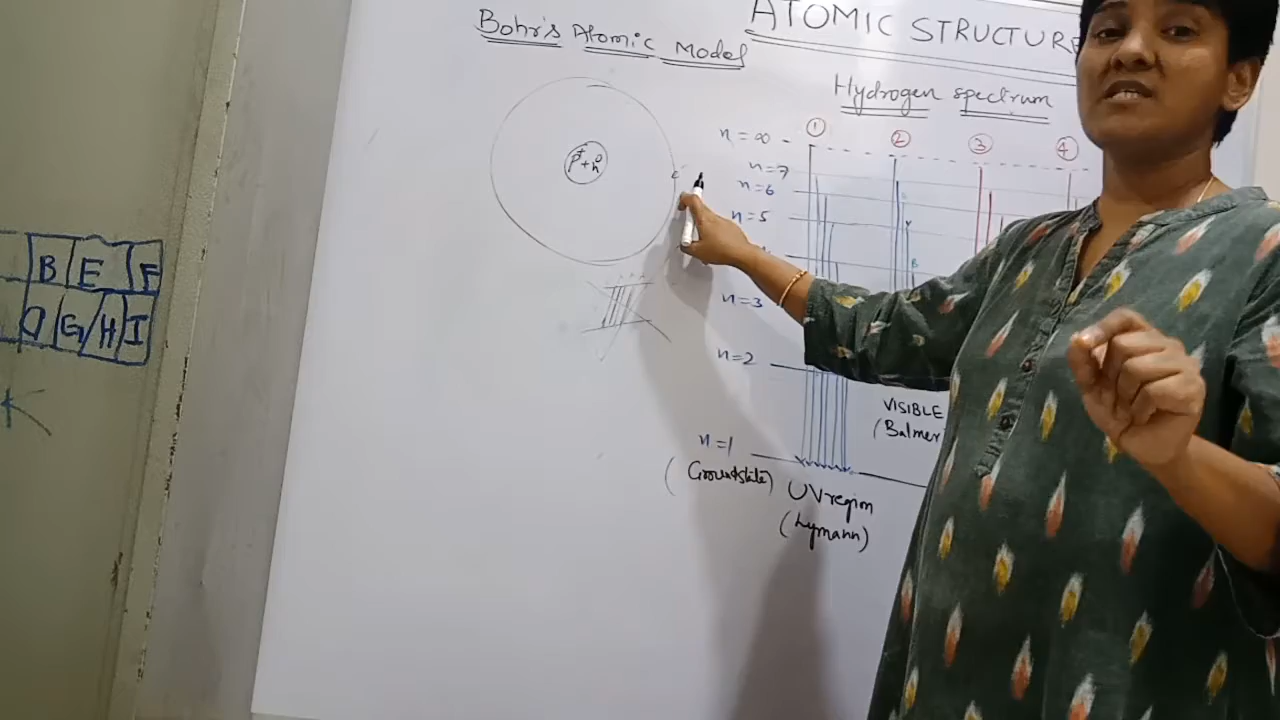 ATOMIC STRUCTURE
Bohr's Atomic Model
Hydrogen spectrum
① ② ③ ④
n = ∞
n=7
n=6
n=5
n=3
n=2
n=1
(Groundstate)
p+ + n0
B E F
G H I
VISIBLE
(Balmer
UV region
(Lymann)